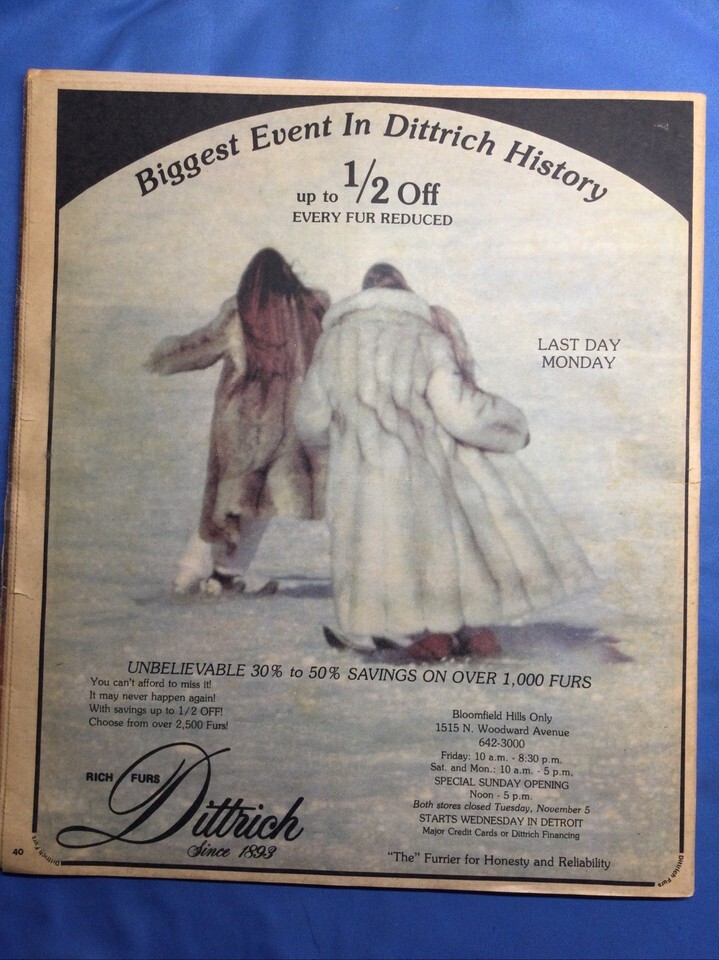 Biggest Event In Dittrich History
up to 1/2 Off
EVERY FUR REDUCED
LAST DAY
MONDAY
UNBELIEVABLE 30% to 50% SAVINGS ON OVER 1,000 FURS
You can't afford to miss it!
It may never happen again!
With savings up to 1/2 OFF!
Choose from over 2,500 Furs!
RICH FURS
Dittrich
Since 1893
Bloomfield Hills Only
1515 N. Woodward Avenue
642-3000
Friday: 10 a.m. - 8:30 p.m.
Sat. and Mon.: 10 a.m. - 5 p.m.
SPECIAL SUNDAY OPENING
Noon - 5 p.m.
Both stores closed Tuesday, November 5
STARTS WEDNESDAY IN DETROIT
Major Credit Cards or Dittrich Financing
"The" Furrier for Honesty and Reliability
40
Dittrich Furs
Dittrich Furs